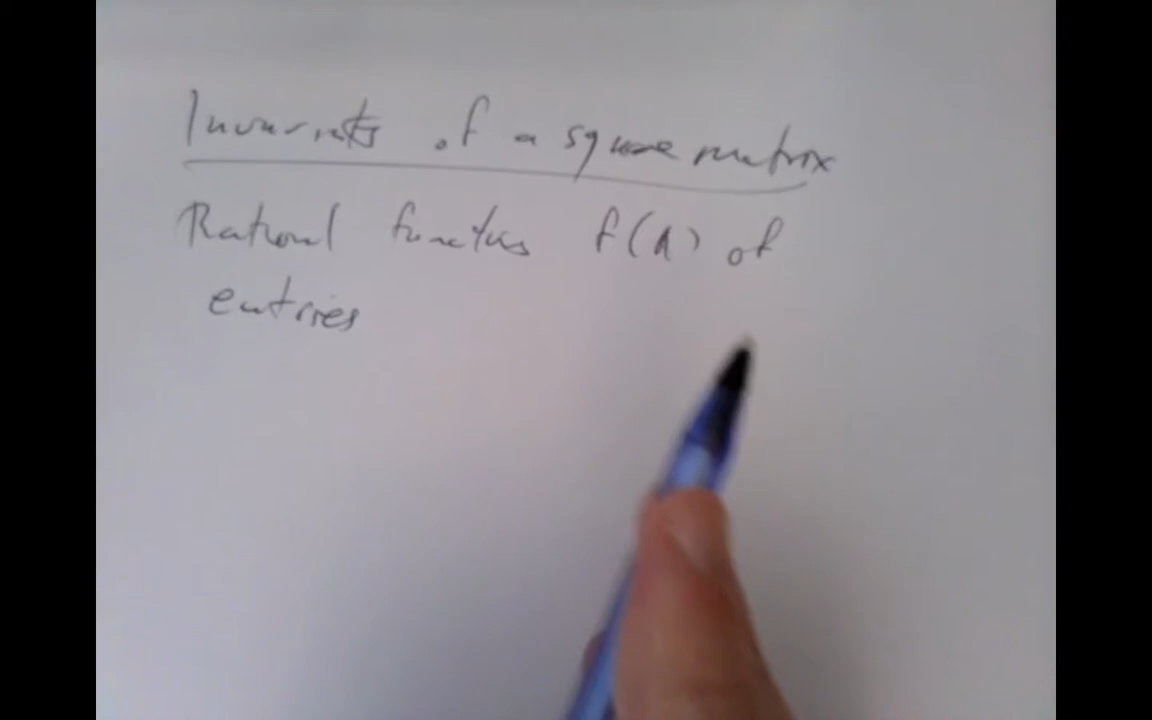 Invariants of a square matrix
Rational functions f(A) of
entries